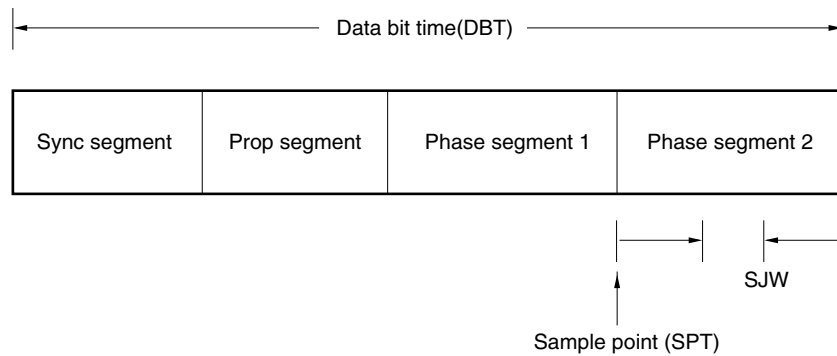 Data bit time(DBT)
Sync segment
Prop segment
Phase segment 1
Phase segment 2
SJW
Sample point (SPT)